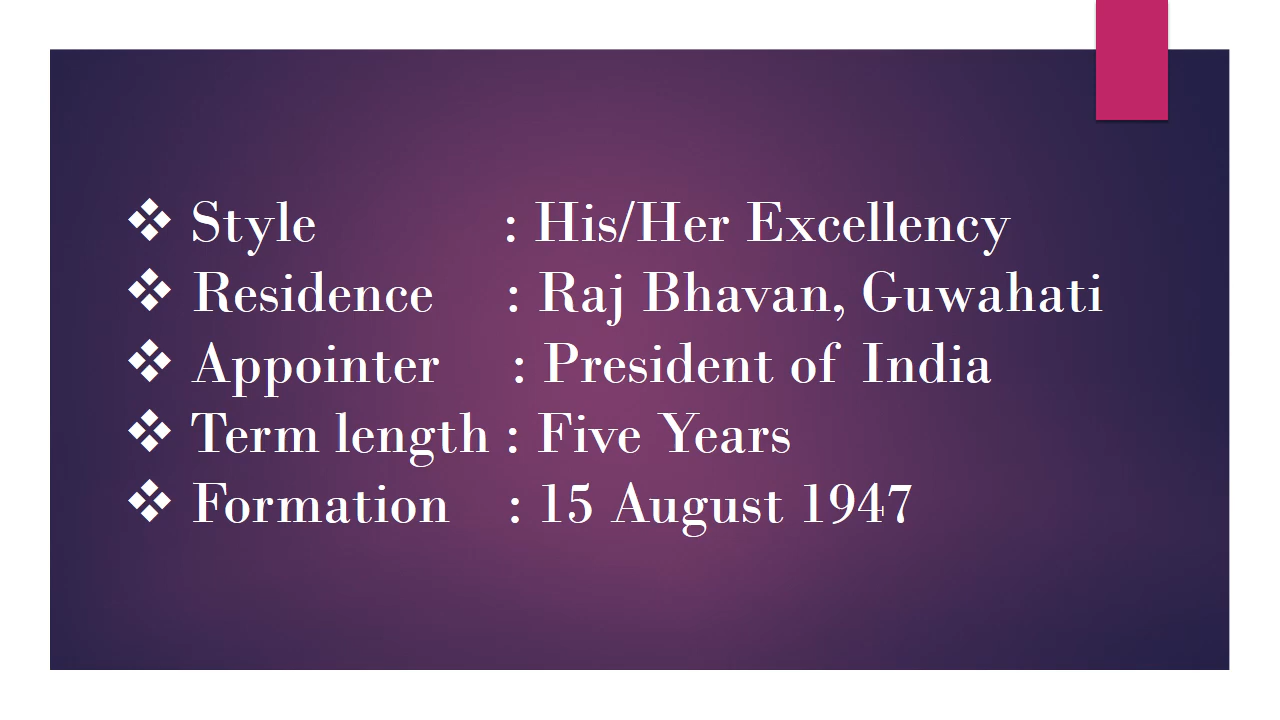 ❖ Style : His/Her Excellency
❖ Residence : Raj Bhavan, Guwahati
❖ Appointer : President of India
❖ Term length : Five Years
❖ Formation : 15 August 1947